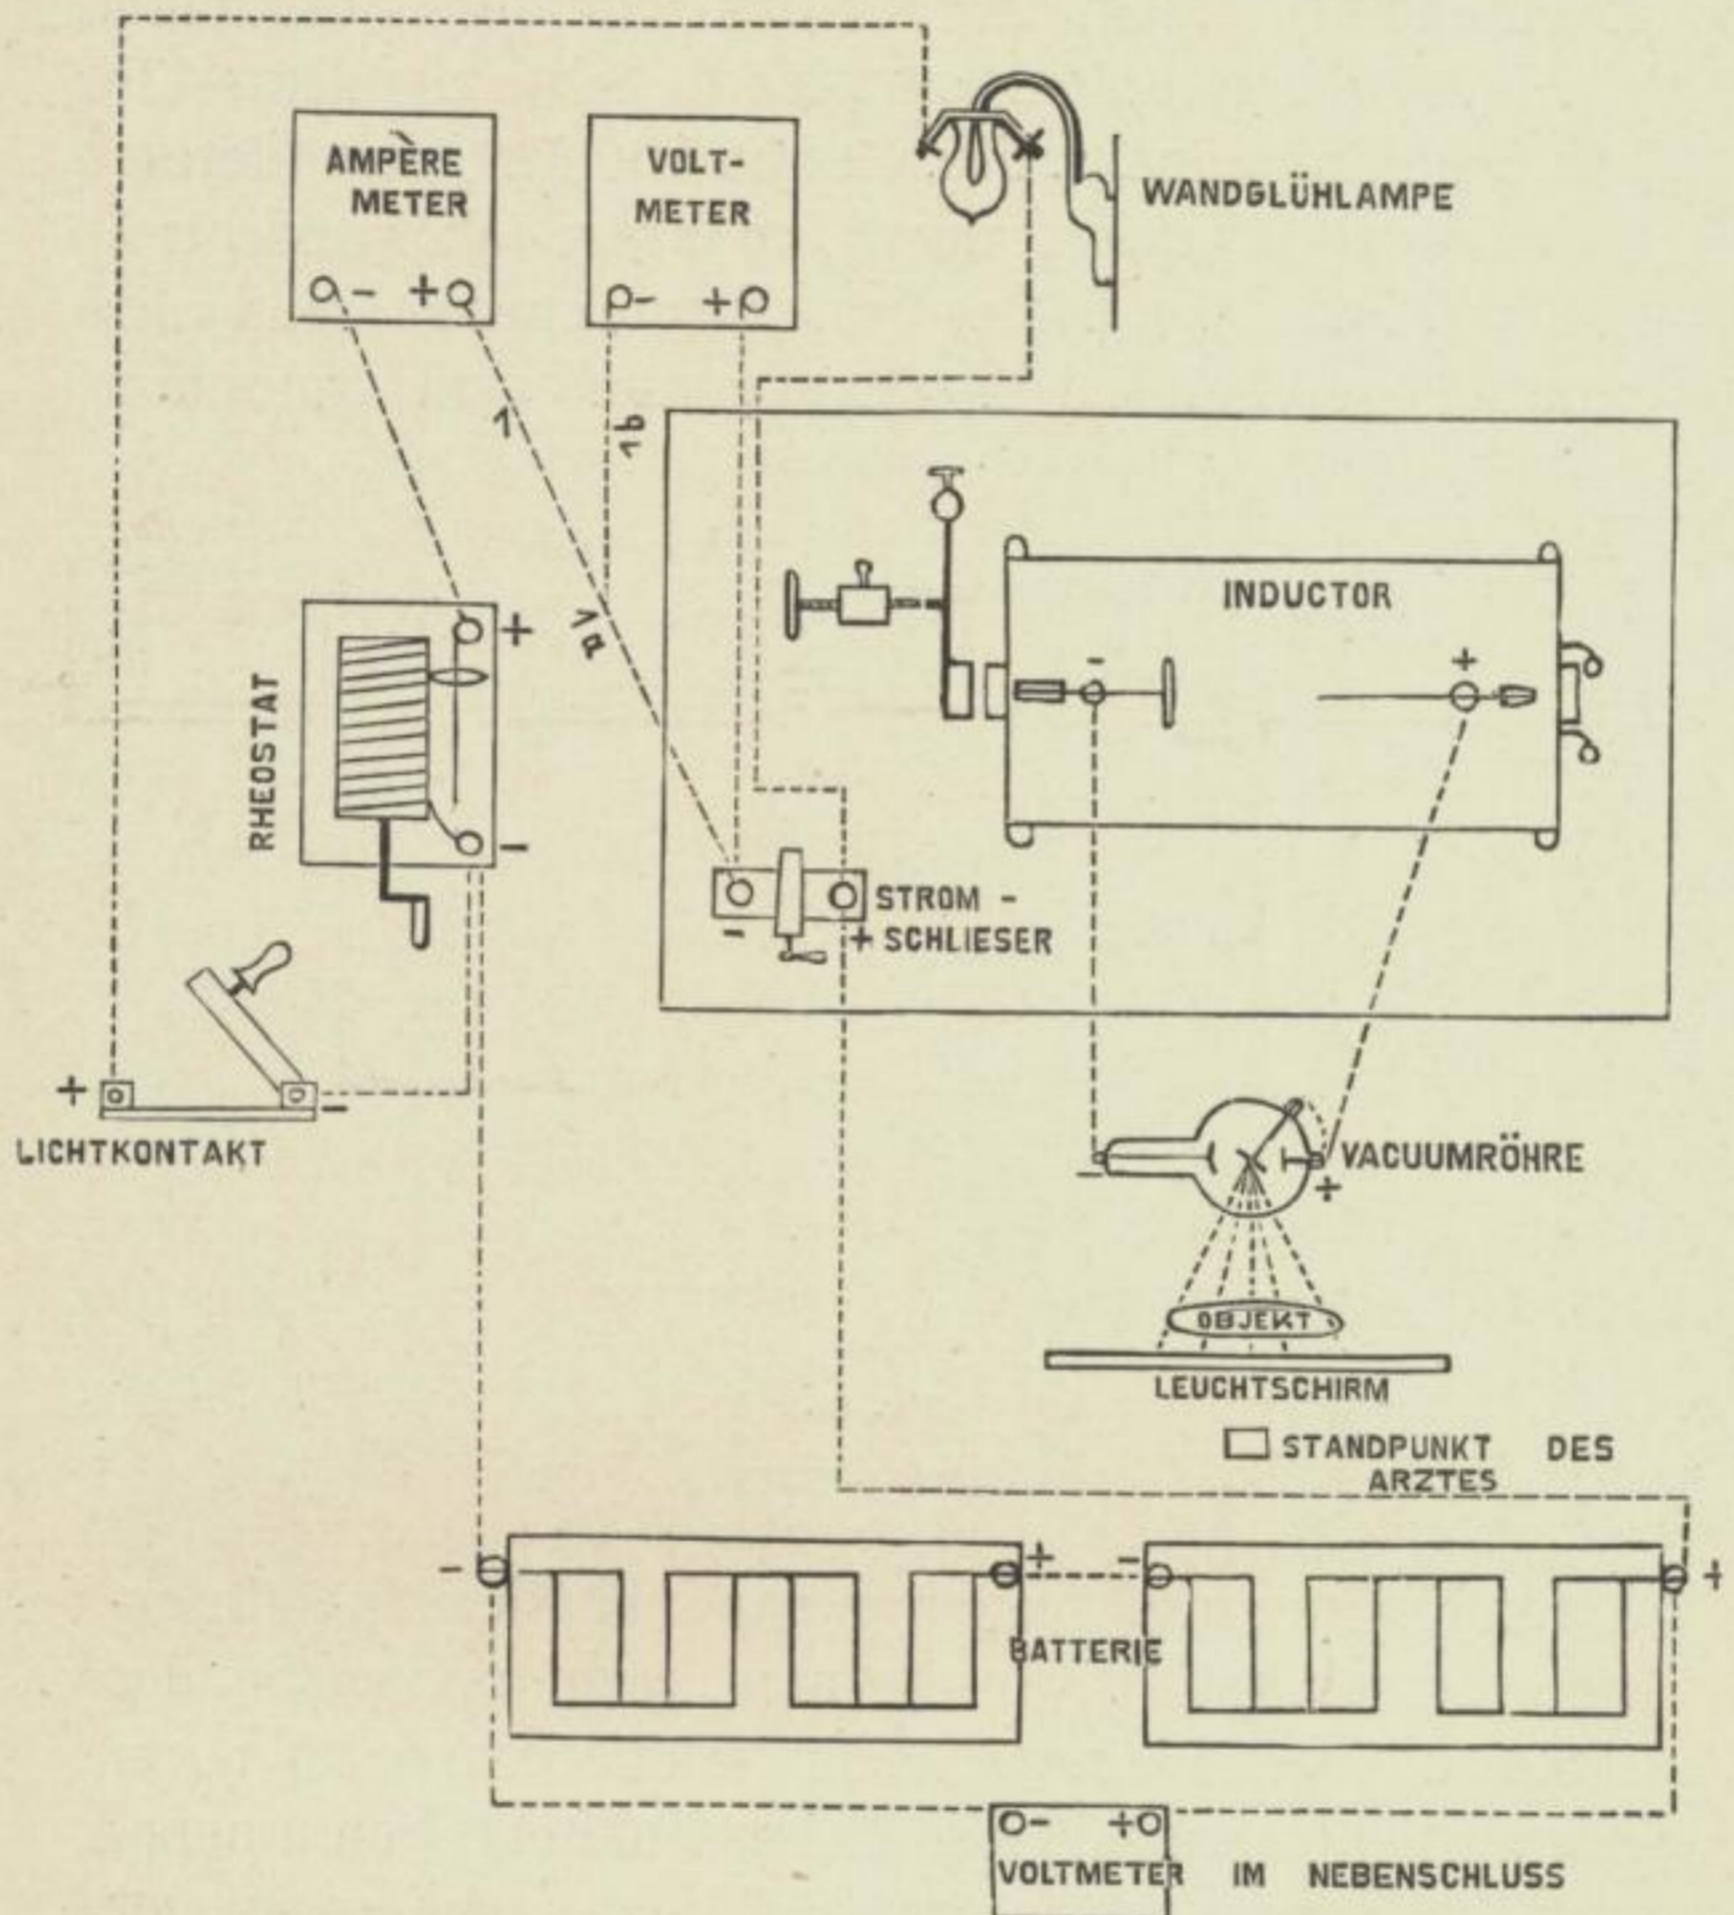 AMPÈRE
METER
- +
VOLT-
METER
- +
WANDGLÜHLAMPE
1
1b
1a
INDUCTOR
- +
RHEOSTAT
+
-
STROM -
SCHLIESER
- +
+ -
LICHTKONTAKT
VACUUMRÖHRE
- +
OBJEKT
LEUCHTSCHIRM
STANDPUNKT DES
ARZTES
- + - +
BATTERIE
- +
VOLTMETER IM NEBENSCHLUSS